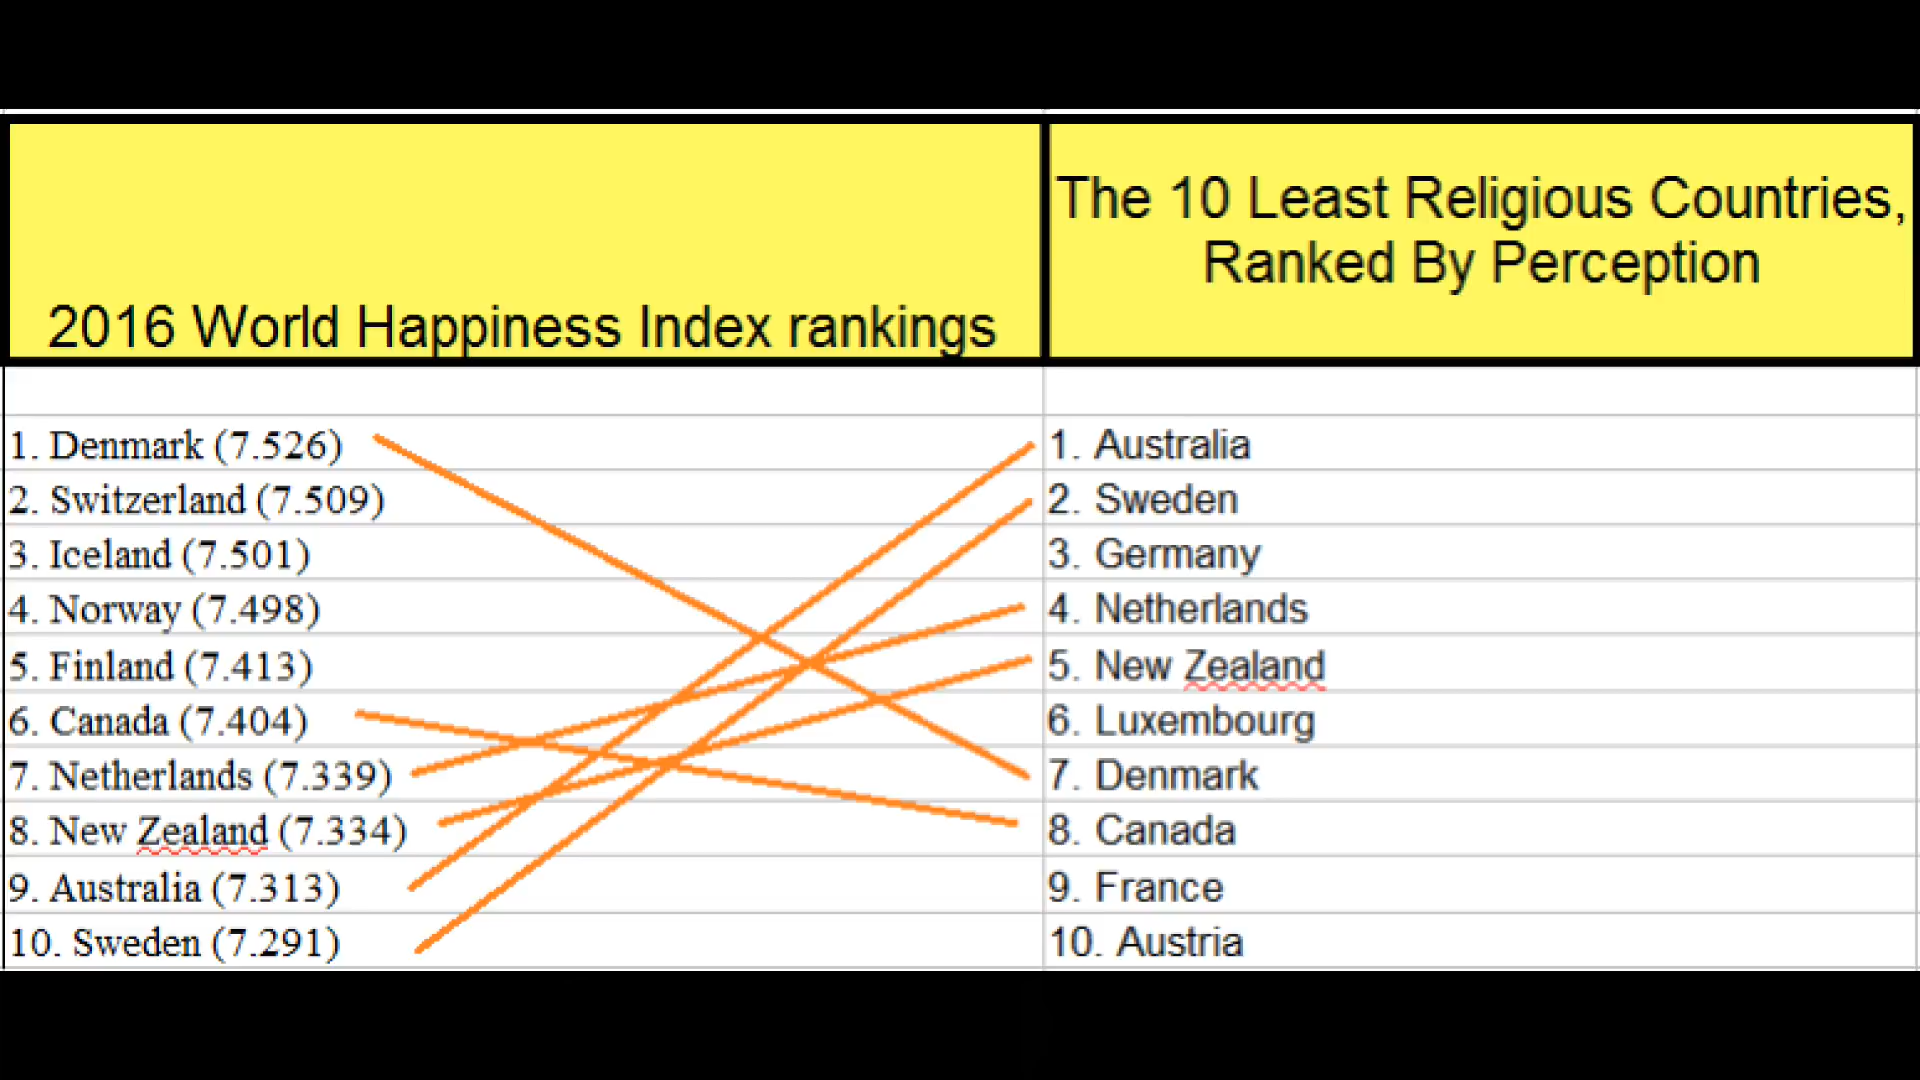 2016 World Happiness Index rankings
The 10 Least Religious Countries,
Ranked By Perception
1. Denmark (7.526)
2. Switzerland (7.509)
3. Iceland (7.501)
4. Norway (7.498)
5. Finland (7.413)
6. Canada (7.404)
7. Netherlands (7.339)
8. New Zealand (7.334)
9. Australia (7.313)
10. Sweden (7.291)
1. Australia
2. Sweden
3. Germany
4. Netherlands
5. New Zealand
6. Luxembourg
7. Denmark
8. Canada
9. France
10. Austria